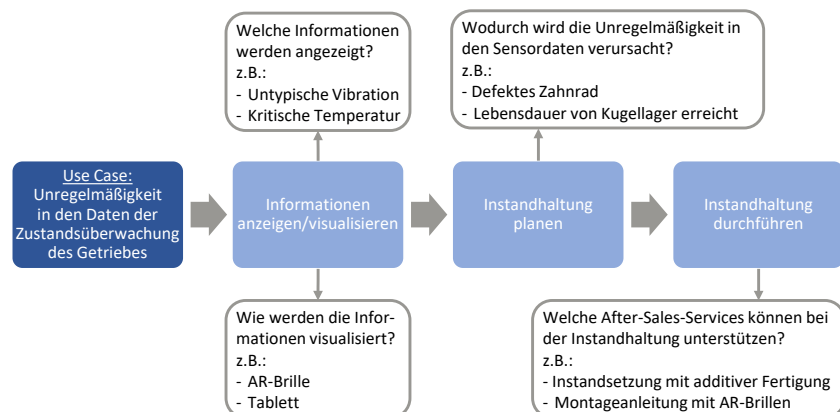 Welche Informationen
werden angezeigt?
z.B.:
- Untypische Vibration
- Kritische Temperatur
Wodurch wird die Unregelmäßigkeit in
den Sensordaten verursacht?
z.B.:
- Defektes Zahnrad
- Lebensdauer von Kugellager erreicht
Use Case:
Unregelmäßigkeit
in den Daten der
Zustandsüberwachung
des Getriebes
Informationen
anzeigen/visualisieren
Instandhaltung
planen
Instandhaltung
durchführen
Wie werden die Infor-
mationen visualisiert?
z.B.:
- AR-Brille
- Tablett
Welche After-Sales-Services können bei
der Instandhaltung unterstützen?
z.B.:
- Instandsetzung mit additiver Fertigung
- Montageanleitung mit AR-Brillen